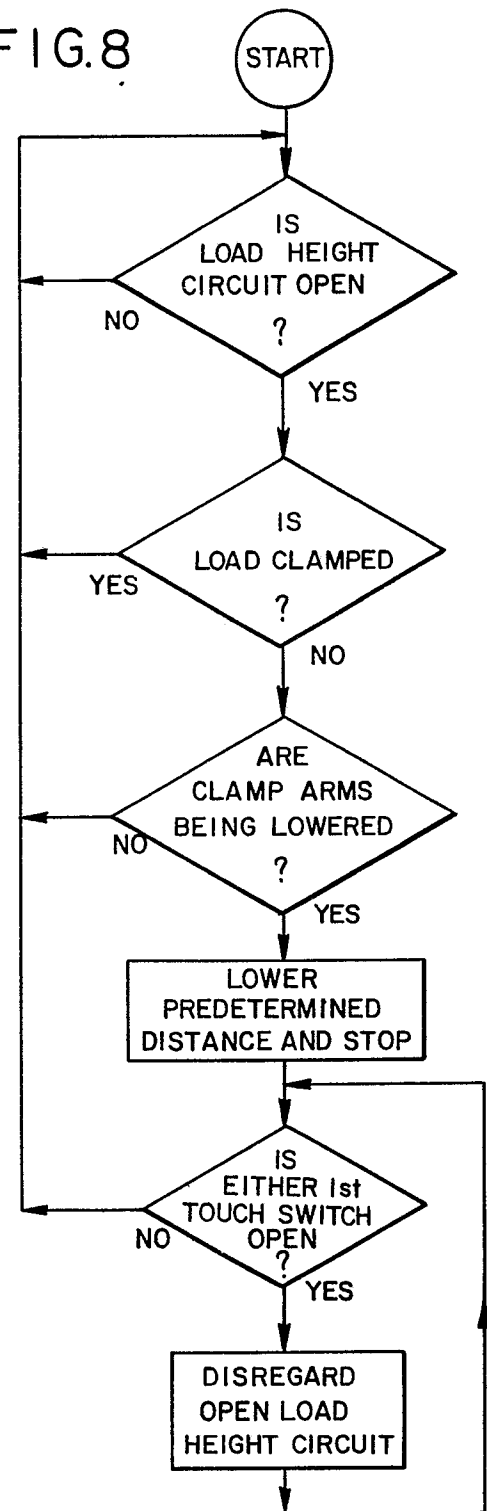 FIG.8
START
IS
LOAD HEIGHT
CIRCUIT OPEN
?
NO
YES
IS
LOAD CLAMPED
?
YES
NO
ARE
CLAMP ARMS
BEING LOWERED
?
NO
YES
LOWER
PREDETERMINED
DISTANCE AND STOP
IS
EITHER 1st
TOUCH SWITCH
OPEN
?
NO
YES
DISREGARD
OPEN LOAD
HEIGHT CIRCUIT